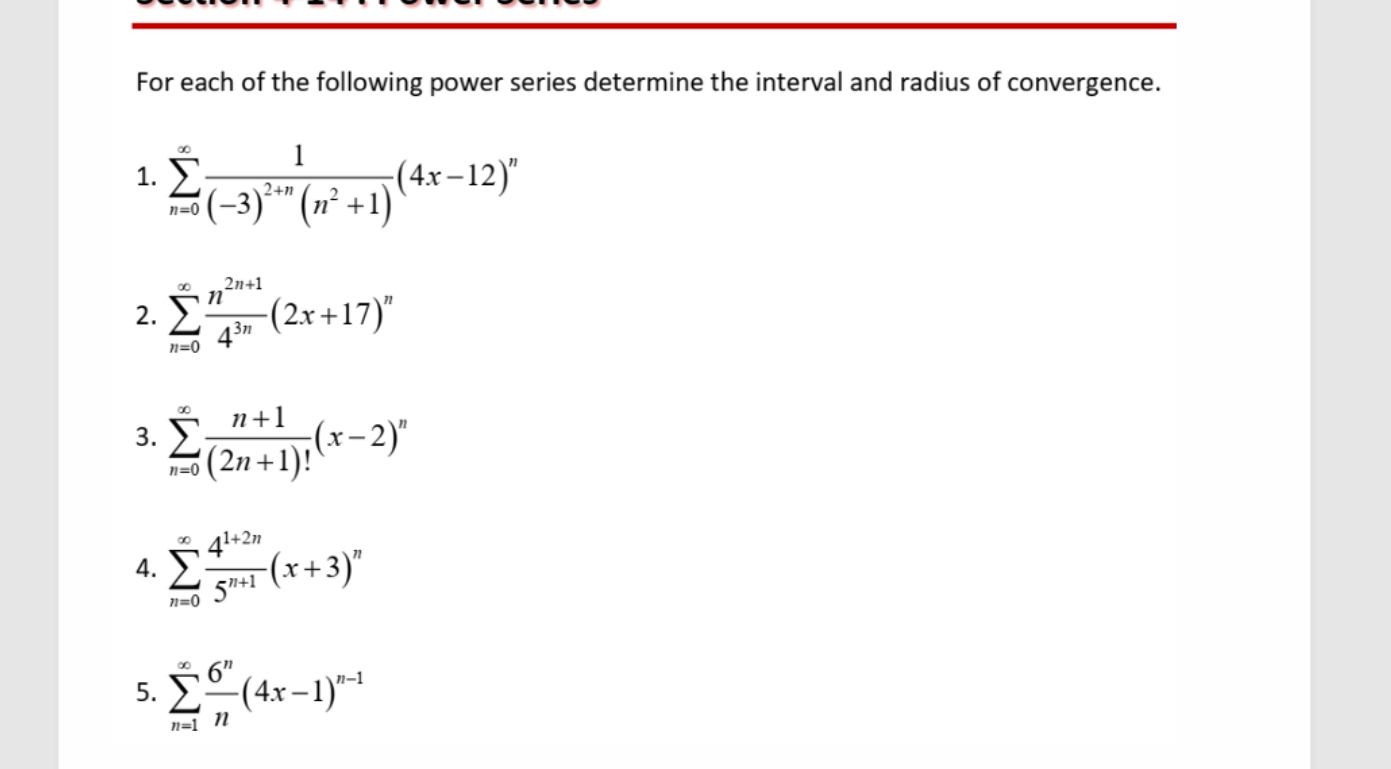 For each of the following power series determine the interval and radius of convergence.
1. \sum_{n=0}^{\infty} \frac{1}{(-3)^{2+n}(n^2+1)}(4x-12)^n
2. \sum_{n=0}^{\infty} \frac{n^{2n+1}}{4^{3n}}(2x+17)^n
3. \sum_{n=0}^{\infty} \frac{n+1}{(2n+1)!}(x-2)^n
4. \sum_{n=0}^{\infty} \frac{4^{1+2n}}{5^{n+1}}(x+3)^n
5. \sum_{n=1}^{\infty} \frac{6^n}{n}(4x-1)^{n-1}